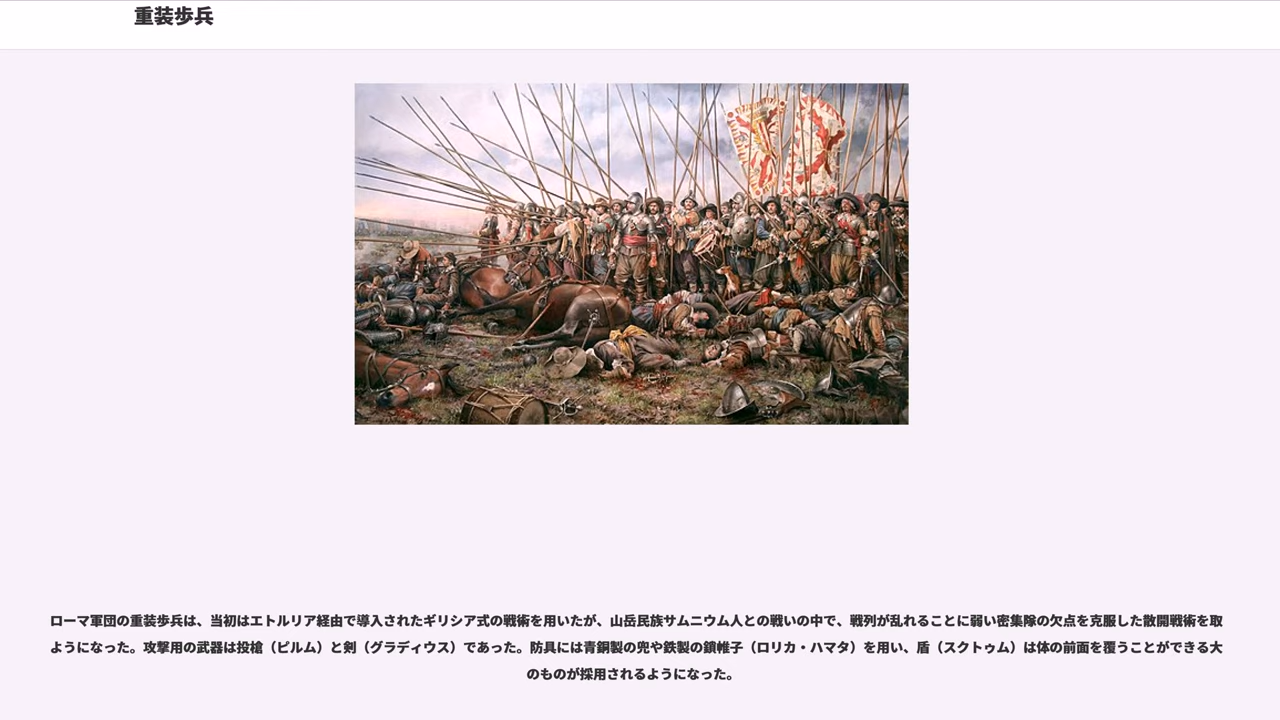 重装歩兵
ローマ軍団の重装歩兵は、当初はエトルリア経由で導入されたギリシア式の戦術を用いたが、山岳民族サムニウム人との戦いの中で、戦列が乱れることに弱い密集隊の欠点を克服した散開戦術を取
ようになった。攻撃用の武器は投槍（ピルム）と剣（グラディウス）であった。防具には青銅製の兜や鉄製の鎖帷子（ロリカ・ハマタ）を用い、盾（スクトゥム）は体の前面を覆うことができる大
のものが採用されるようになった。